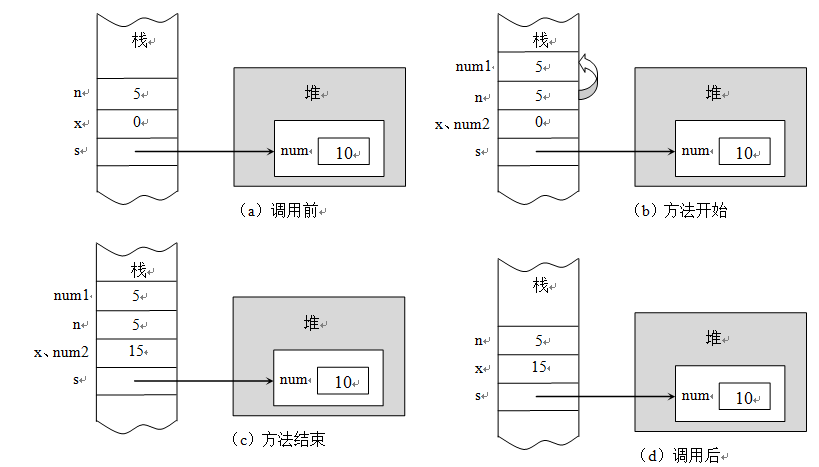 栈
n 5
x 0
s
堆
num 10
（a）调用前
栈
num1 5
n 5
x、num2 0
s
堆
num 10
（b）方法开始
栈
num1 5
n 5
x、num2 15
s
堆
num 10
（c）方法结束
栈
n 5
x 15
s
堆
num 10
（d）调用后